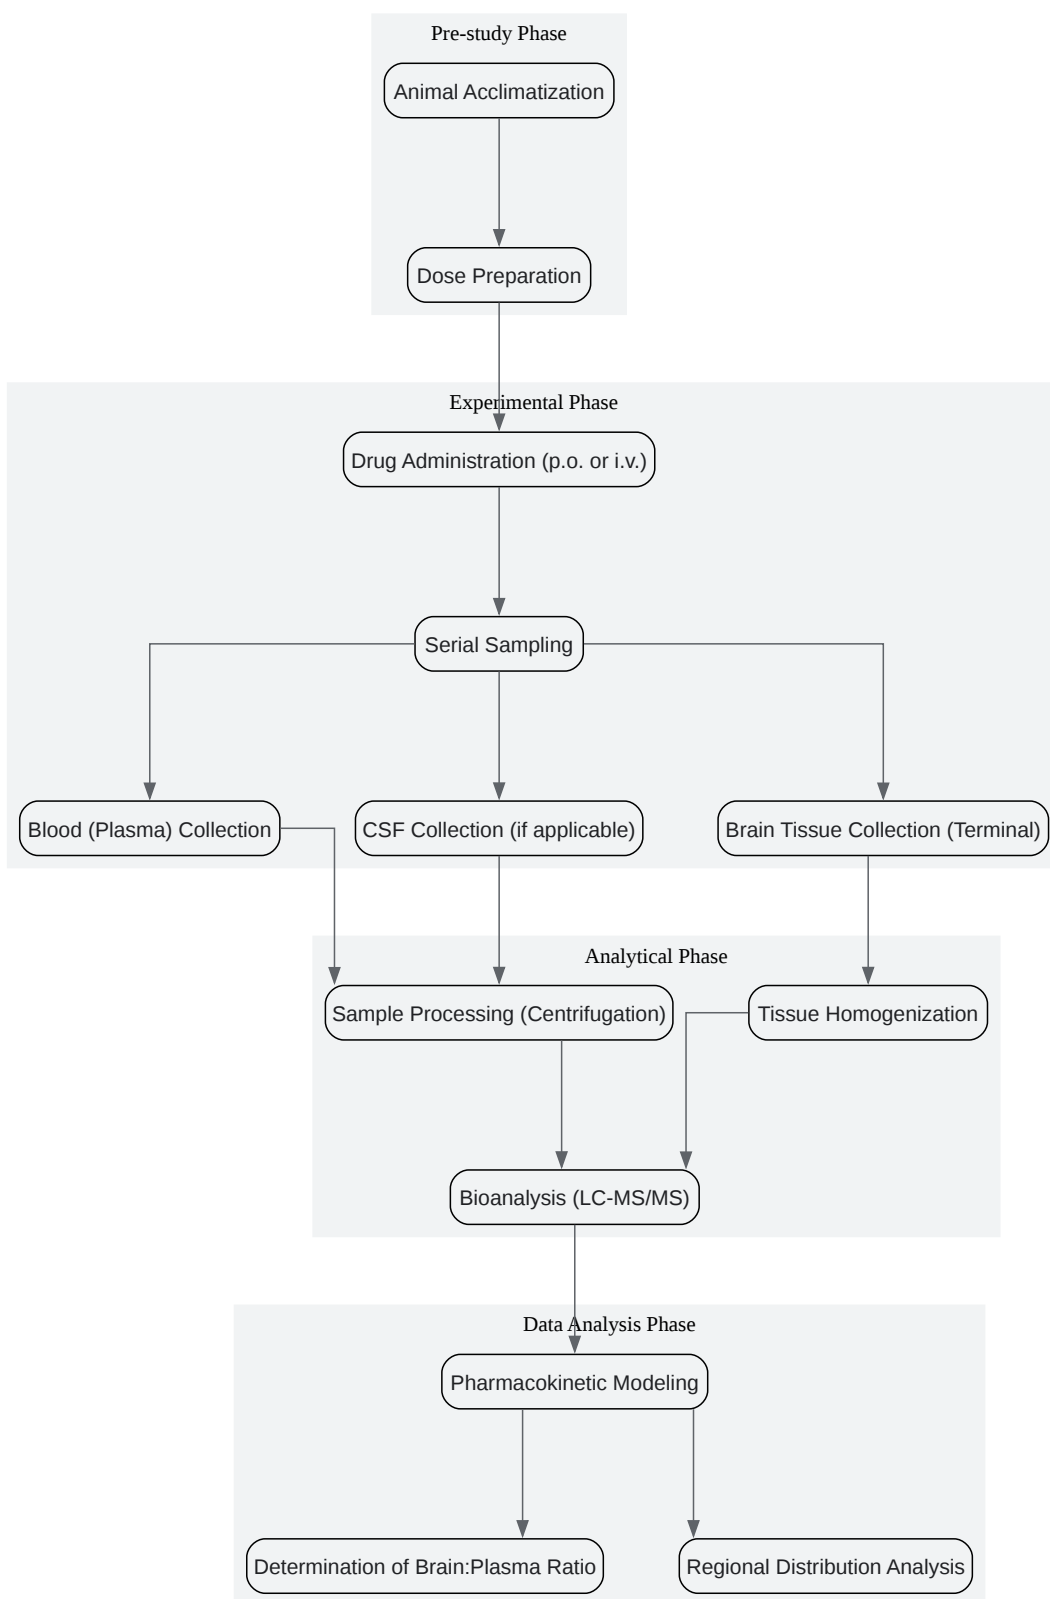 Pre-study Phase
Animal Acclimatization
Dose Preparation
Experimental Phase
Drug Administration (p.o. or i.v.)
Serial Sampling
Blood (Plasma) Collection
CSF Collection (if applicable)
Brain Tissue Collection (Terminal)
Analytical Phase
Sample Processing (Centrifugation)
Tissue Homogenization
Bioanalysis (LC-MS/MS)
Data Analysis Phase
Pharmacokinetic Modeling
Determination of Brain:Plasma Ratio
Regional Distribution Analysis